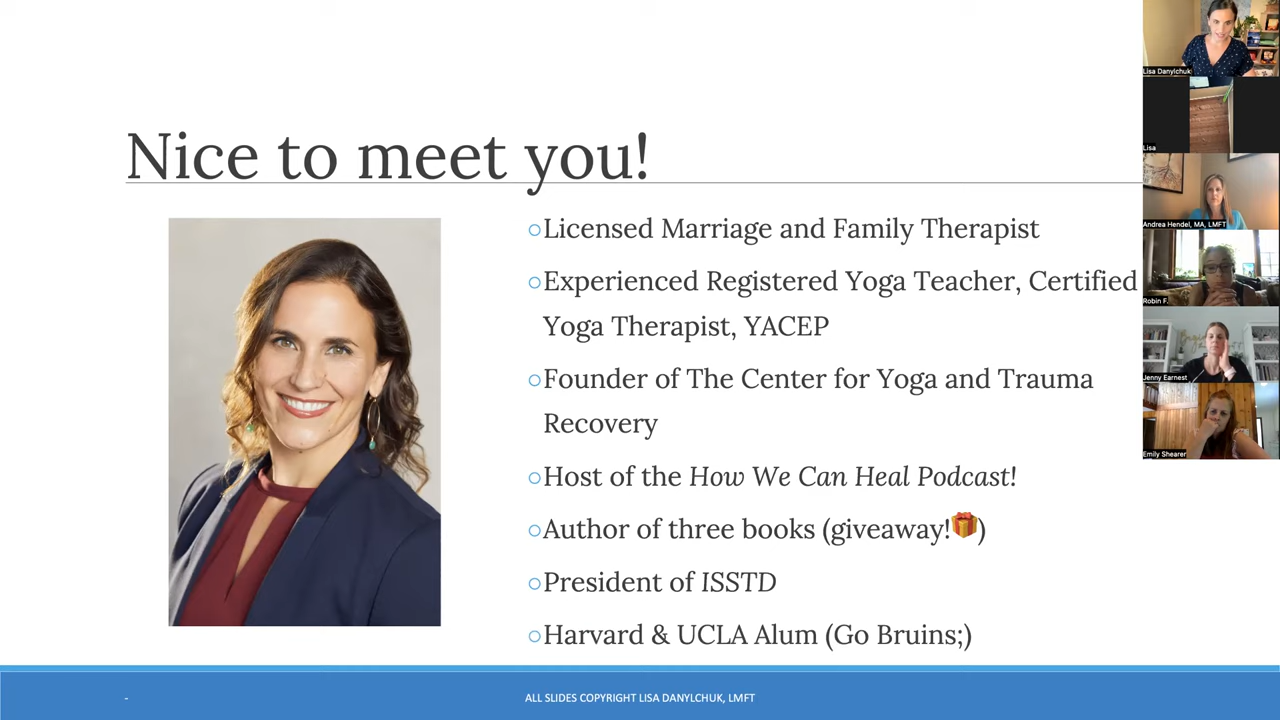 Nice to meet you!
○Licensed Marriage and Family Therapist
○Experienced Registered Yoga Teacher, Certified
Yoga Therapist, YACEP
○Founder of The Center for Yoga and Trauma
Recovery
○Host of the How We Can Heal Podcast!
○Author of three books (giveaway!🎁)
○President of ISSTD
○Harvard & UCLA Alum (Go Bruins;)
-
ALL SLIDES COPYRIGHT LISA DANYLCHUK, LMFT
Lisa Danylchuk
Lisa
Andrea Hendel, MA, LMFT
Robin F.
Jenny Earnest
Emily Shearer